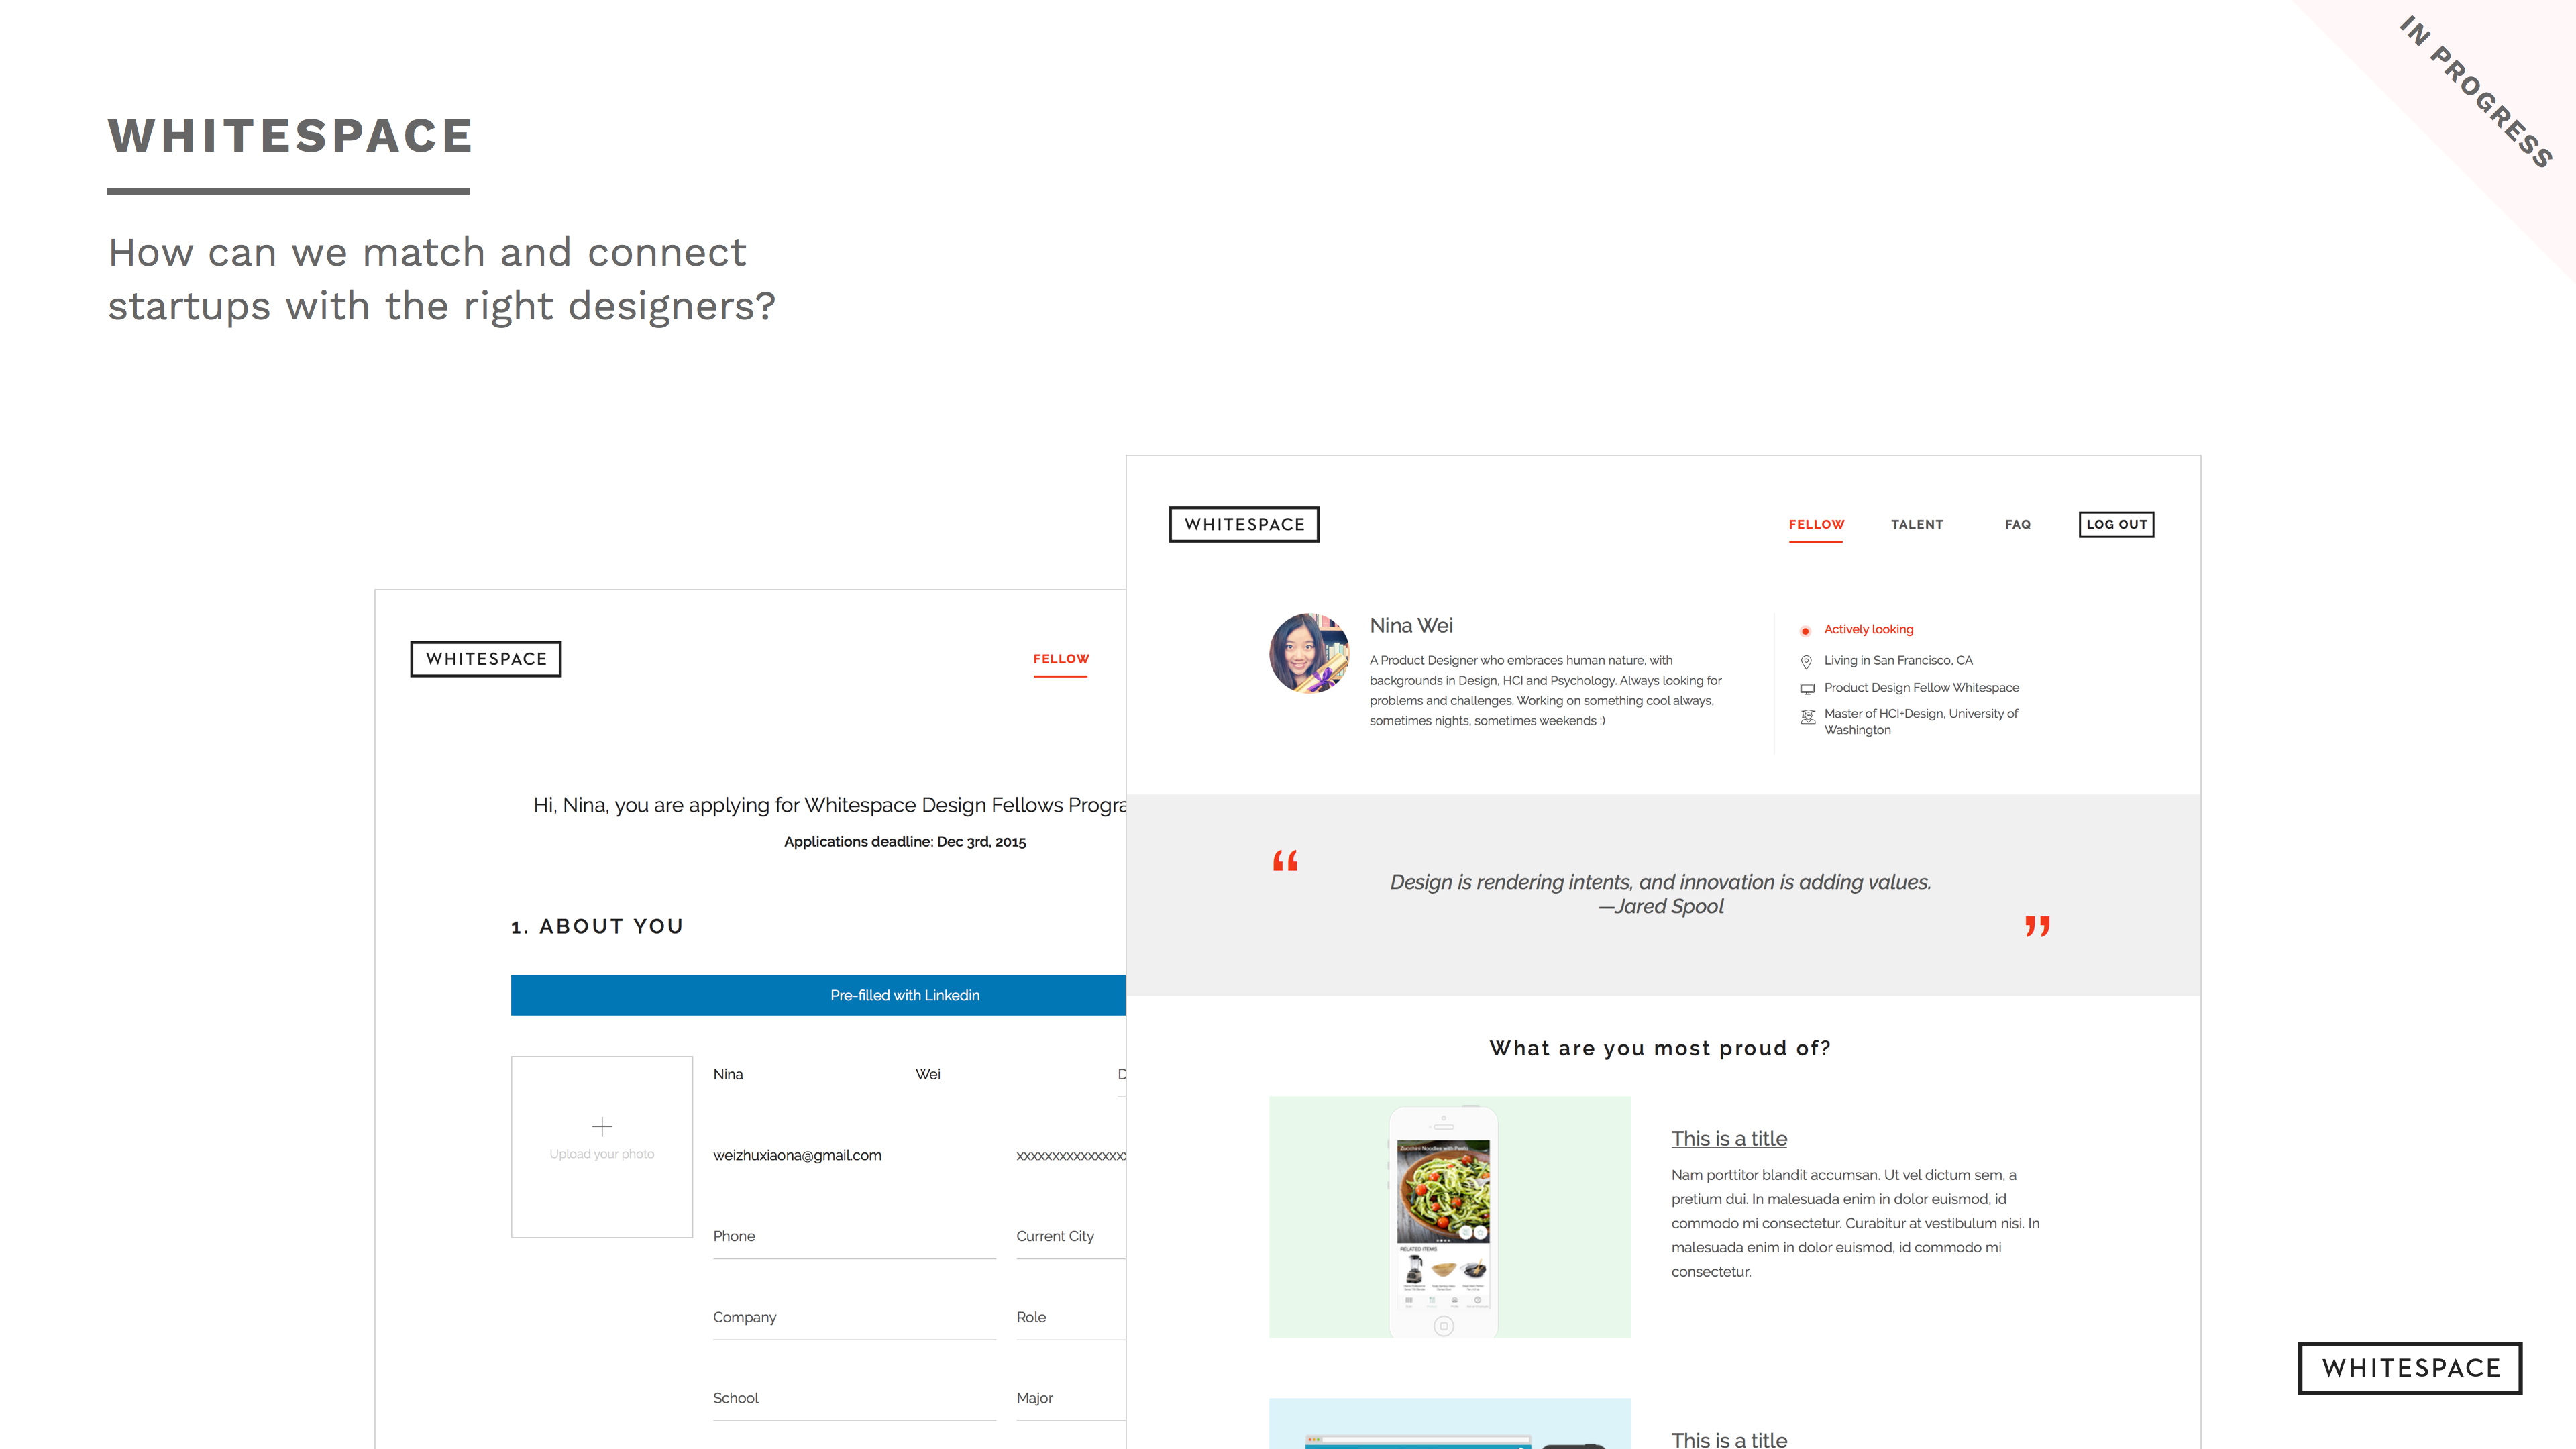 IN PROGRESS
WHITESPACE
How can we match and connect
startups with the right designers?
WHITESPACE
FELLOW
Hi, Nina, you are applying for Whitespace Design Fellows Progra
Applications deadline: Dec 3rd, 2015
1. ABOUT YOU
Pre-filled with Linkedin
Upload your photo
Nina
Wei
D
weizhuxiaona@gmail.com
Phone
Current City
Company
Role
School
Major
WHITESPACE
FELLOW
TALENT
FAQ
LOG OUT
Nina Wei
A Product Designer who embraces human nature, with
backgrounds in Design, HCI and Psychology. Always looking for
problems and challenges. Working on something cool always,
sometimes nights, sometimes weekends :)
Actively looking
Living in San Francisco, CA
Product Design Fellow Whitespace
Master of HCI+Design, University of
Washington
“
Design is rendering intents, and innovation is adding values.
—Jared Spool
”
What are you most proud of?
Zucchini Noodles with Pesto
RELATED ITEMS
This is a title
Nam porttitor blandit accumsan. Ut vel dictum sem, a
pretium dui. In malesuada enim in dolor euismod, id
commodo mi consectetur. Curabitur at vestibulum nisi. In
malesuada enim in dolor euismod, id commodo mi
consectetur.
This is a title
WHITESPACE